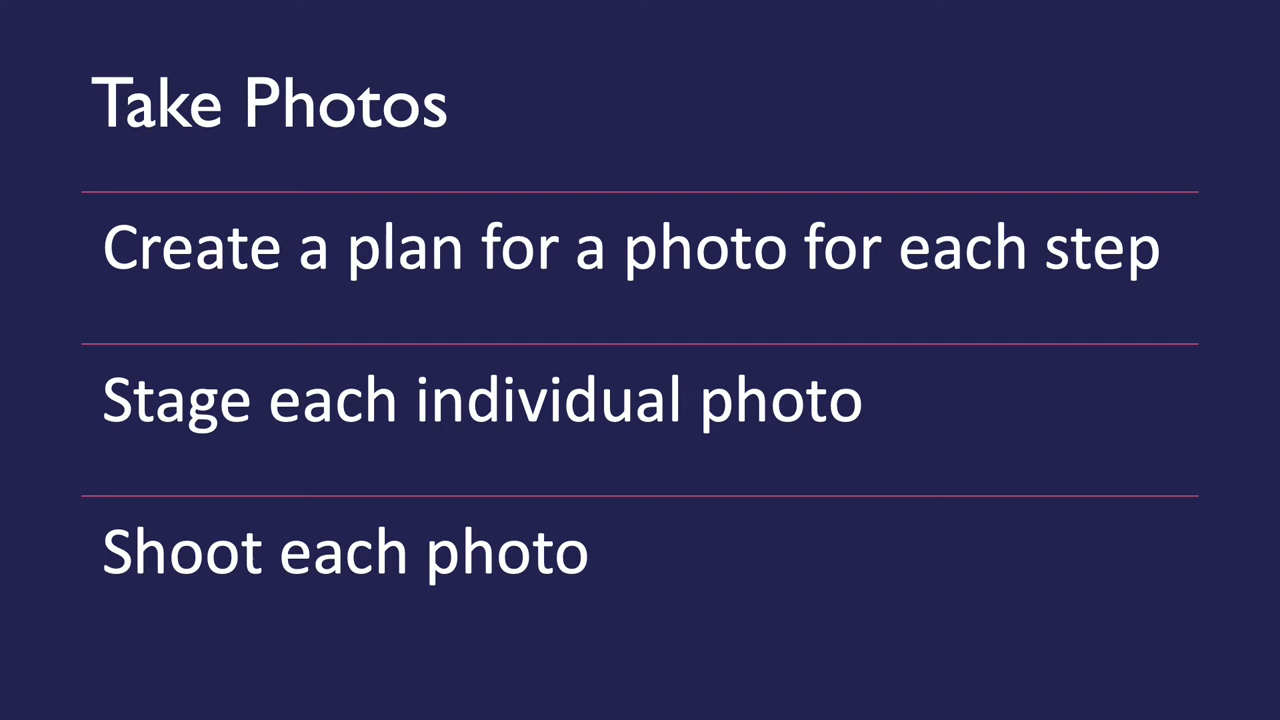 Take Photos
Create a plan for a photo for each step
Stage each individual photo
Shoot each photo